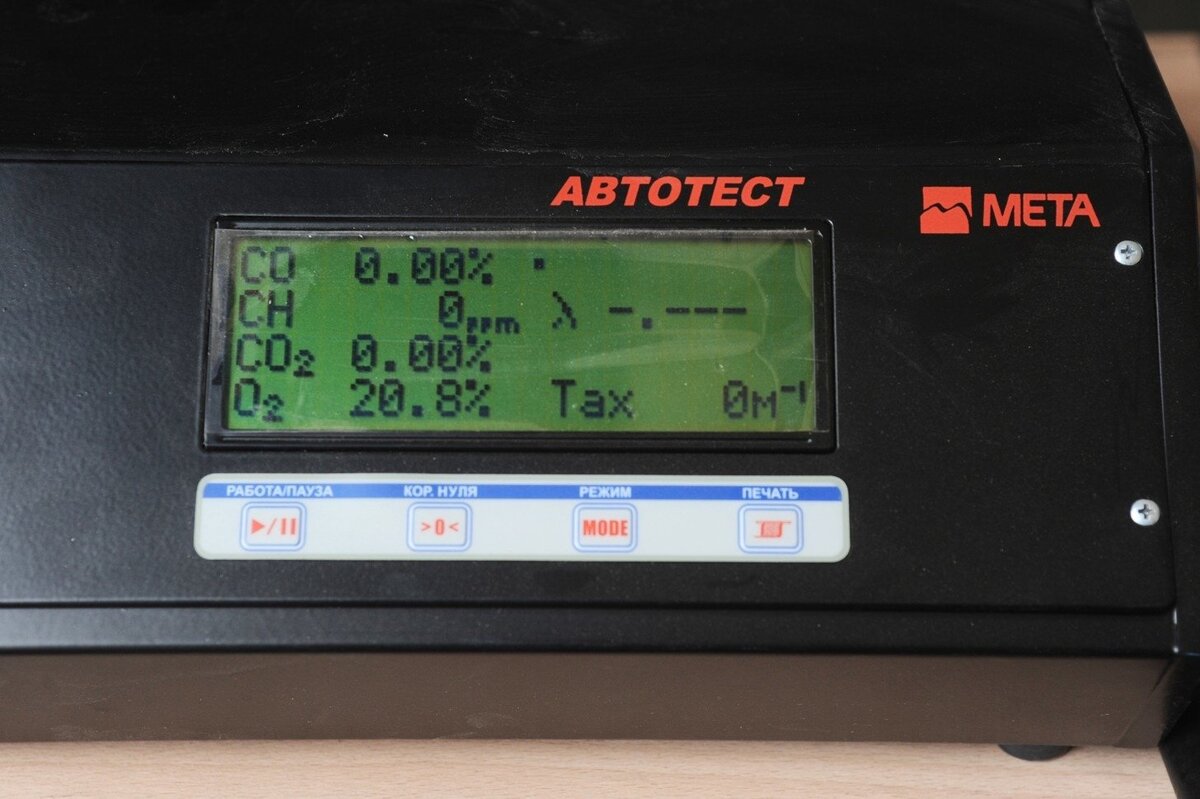 АВТОТЕСТ
META
CO 0.00%
CH 0ppm λ -.---
CO₂ 0.00%
O₂ 20.8% Tax 0м⁻¹
РАБОТА/ПАУЗА КОР. НУЛЯ РЕЖИМ ПЕЧАТЬ
>0< MODE